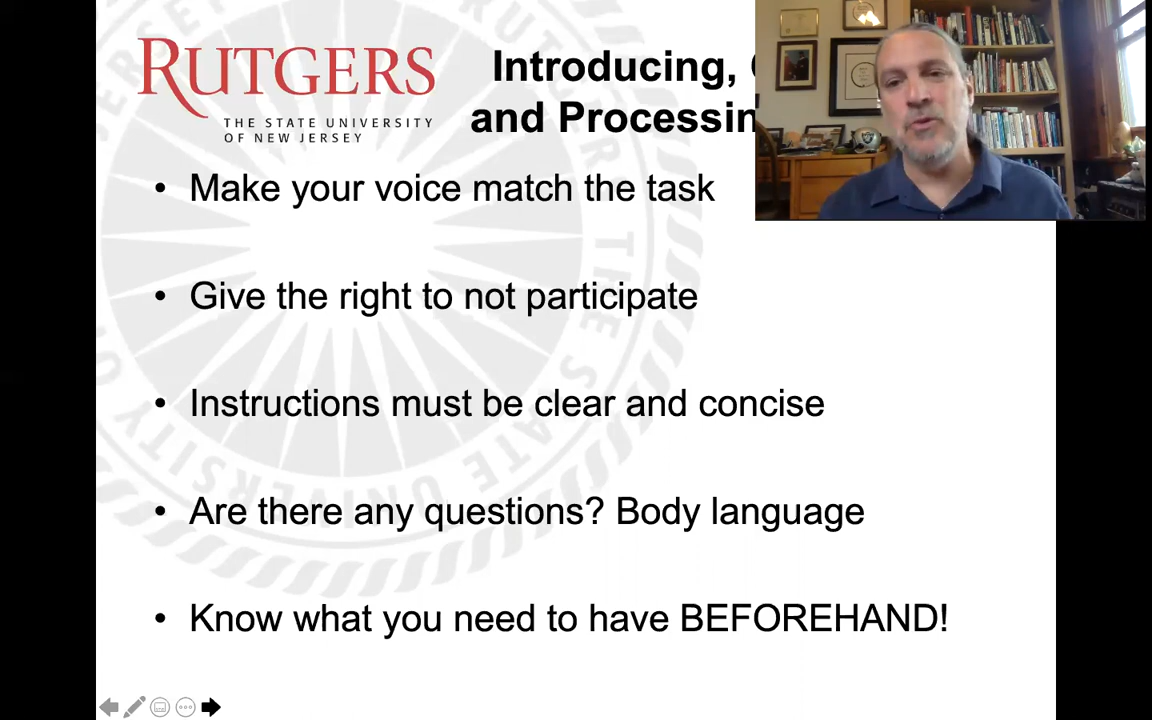 RUTGERS
THE STATE UNIVERSITY
OF NEW JERSEY
Introducing,
and
• Make your voice match the task
• Give the right to not participate
• Instructions must be clear and concise
• Are there any questions? Body language
• Know what you need to have BEFOREHAND!